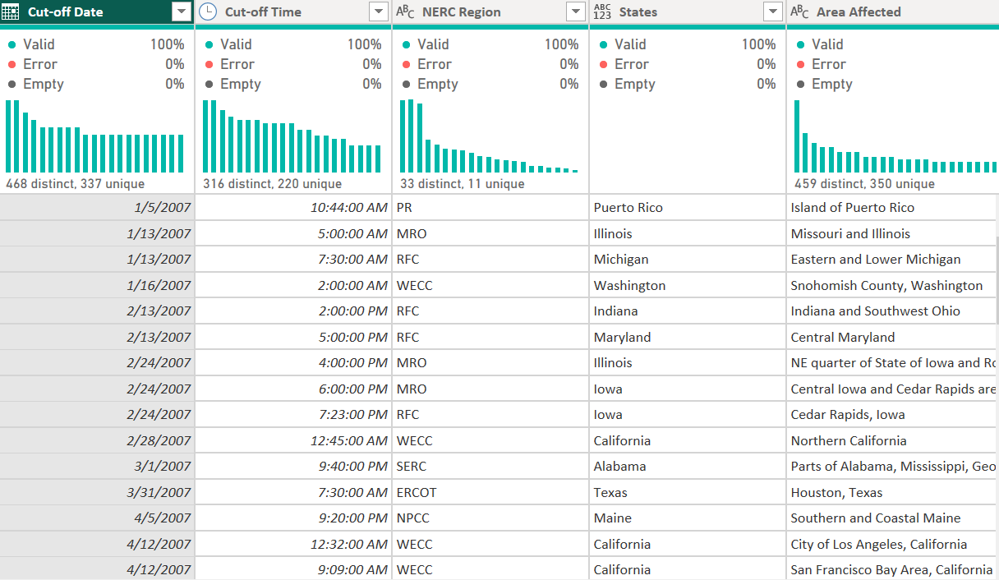 Cut-off Date Cut-off Time ABC NERC Region ABC 123 States ABC Area Affected
Valid 100% Valid 100% Valid 100% Valid 100% Valid
Error 0% Error 0% Error 0% Error 0% Error
Empty 0% Empty 0% Empty 0% Empty 0% Empty
468 distinct, 337 unique 316 distinct, 220 unique 33 distinct, 11 unique 459 distinct, 350 unique
1/5/2007 10:44:00 AM PR Puerto Rico Island of Puerto Rico
1/13/2007 5:00:00 AM MRO Illinois Missouri and Illinois
1/13/2007 7:30:00 AM RFC Michigan Eastern and Lower Michigan
1/16/2007 2:00:00 AM WECC Washington Snohomish County, Washington
2/13/2007 2:00:00 PM RFC Indiana Indiana and Southwest Ohio
2/13/2007 5:00:00 PM RFC Maryland Central Maryland
2/24/2007 4:00:00 PM MRO Illinois NE quarter of State of Iowa and Ro
2/24/2007 6:00:00 PM MRO Iowa Central Iowa and Cedar Rapids are
2/24/2007 7:23:00 PM RFC Iowa Cedar Rapids, Iowa
2/28/2007 12:45:00 AM WECC California Northern California
3/1/2007 9:40:00 PM SERC Alabama Parts of Alabama, Mississippi, Geo
3/31/2007 7:30:00 AM ERCOT Texas Houston, Texas
4/5/2007 9:20:00 PM NPCC Maine Southern and Coastal Maine
4/12/2007 12:32:00 AM WECC California City of Los Angeles, California
4/12/2007 9:09:00 AM WECC California San Francisco Bay Area, California